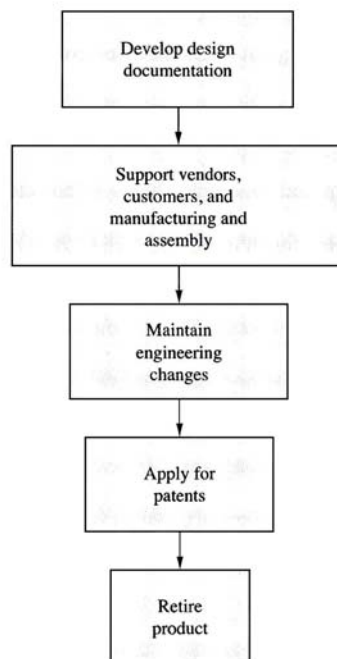 Develop design
documentation
Support vendors,
customers, and
manufacturing and
assembly
Maintain
engineering
changes
Apply for
patents
Retire
product